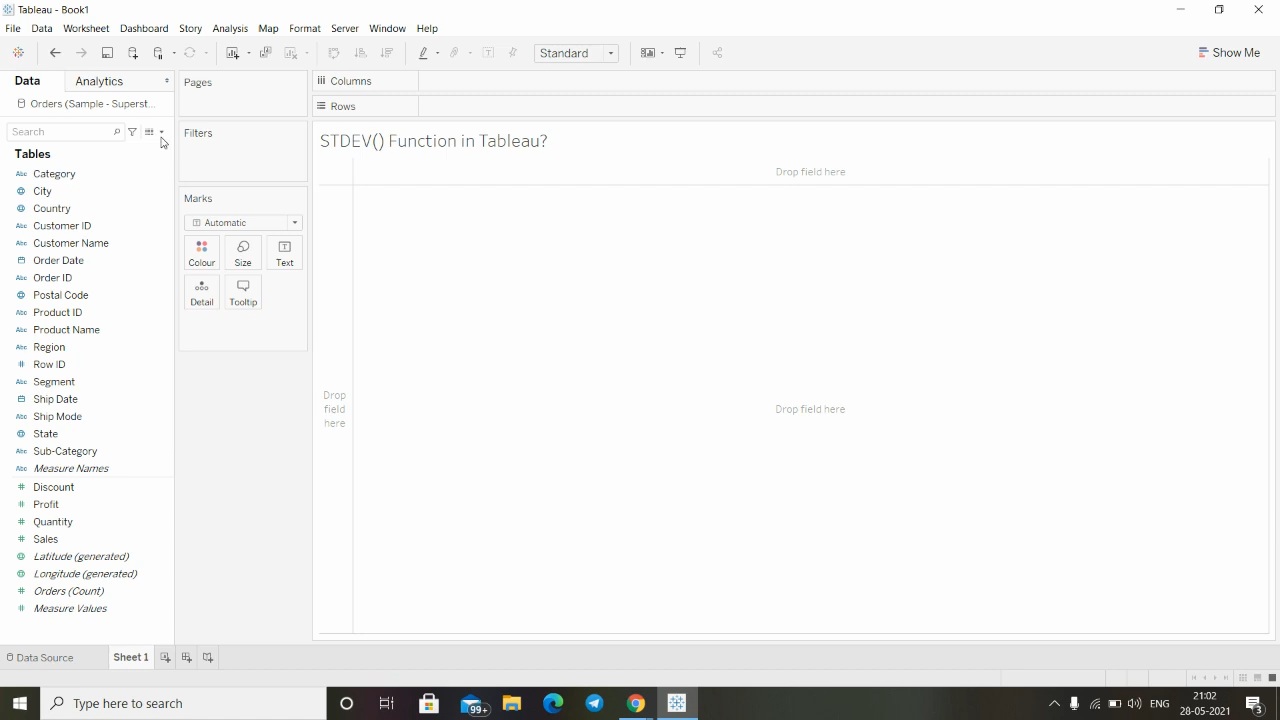 Tableau - Book1
File Data Worksheet Dashboard Story Analysis Map Format Server Window Help
Standard
Show Me
Data Analytics
Orders (Sample - Superst...
Search
Tables
Category
City
Country
Customer ID
Customer Name
Order Date
Order ID
Postal Code
Product ID
Product Name
Region
Row ID
Segment
Ship Date
Ship Mode
State
Sub-Category
Measure Names
Discount
Profit
Quantity
Sales
Latitude (generated)
Longitude (generated)
Orders (Count)
Measure Values
Pages
Filters
Marks
Automatic
Colour Size Text
Detail Tooltip
Columns
Rows
STDEV() Function in Tableau?
Drop field here
Drop
field
here
Drop field here
Data Source Sheet 1
Type here to search
99+
ENG
21:02
28-05-2021
3